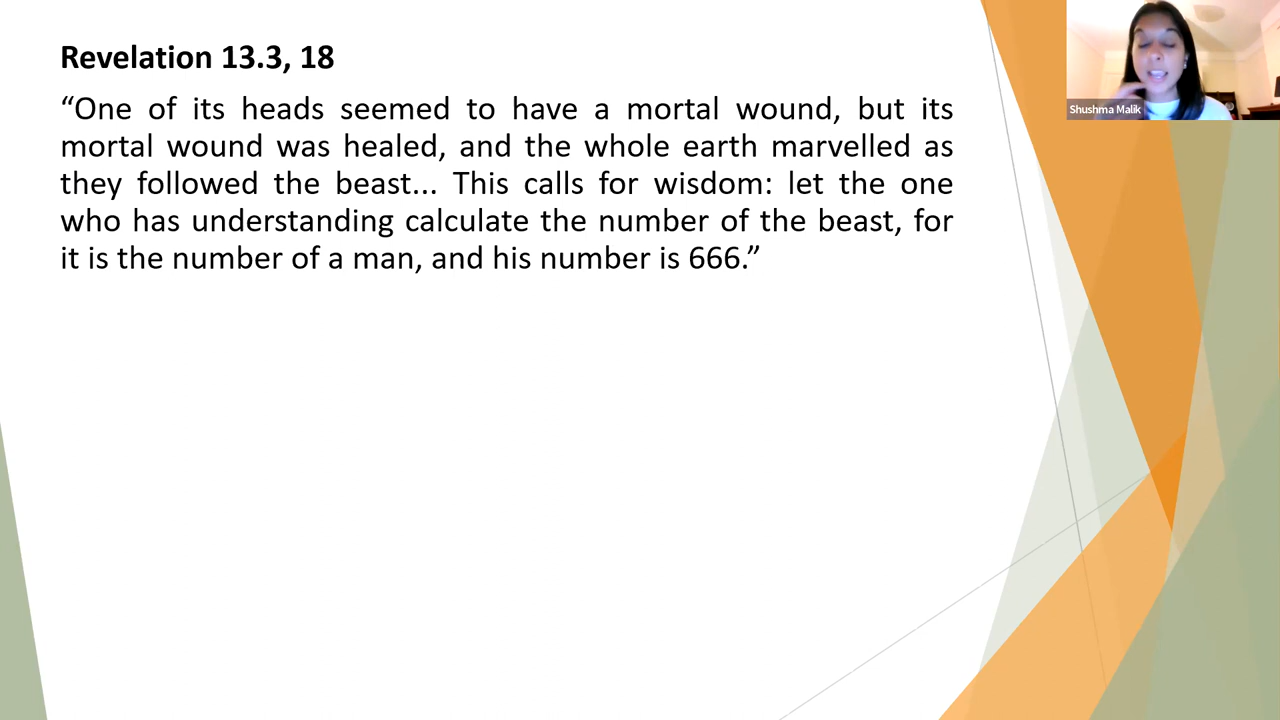 Revelation 13.3, 18
“One of its heads seemed to have a mortal wound, but its
mortal wound was healed, and the whole earth marvelled as
they followed the beast... This calls for wisdom: let the one
who has understanding calculate the number of the beast, for
it is the number of a man, and his number is 666.”
Shushma Malik